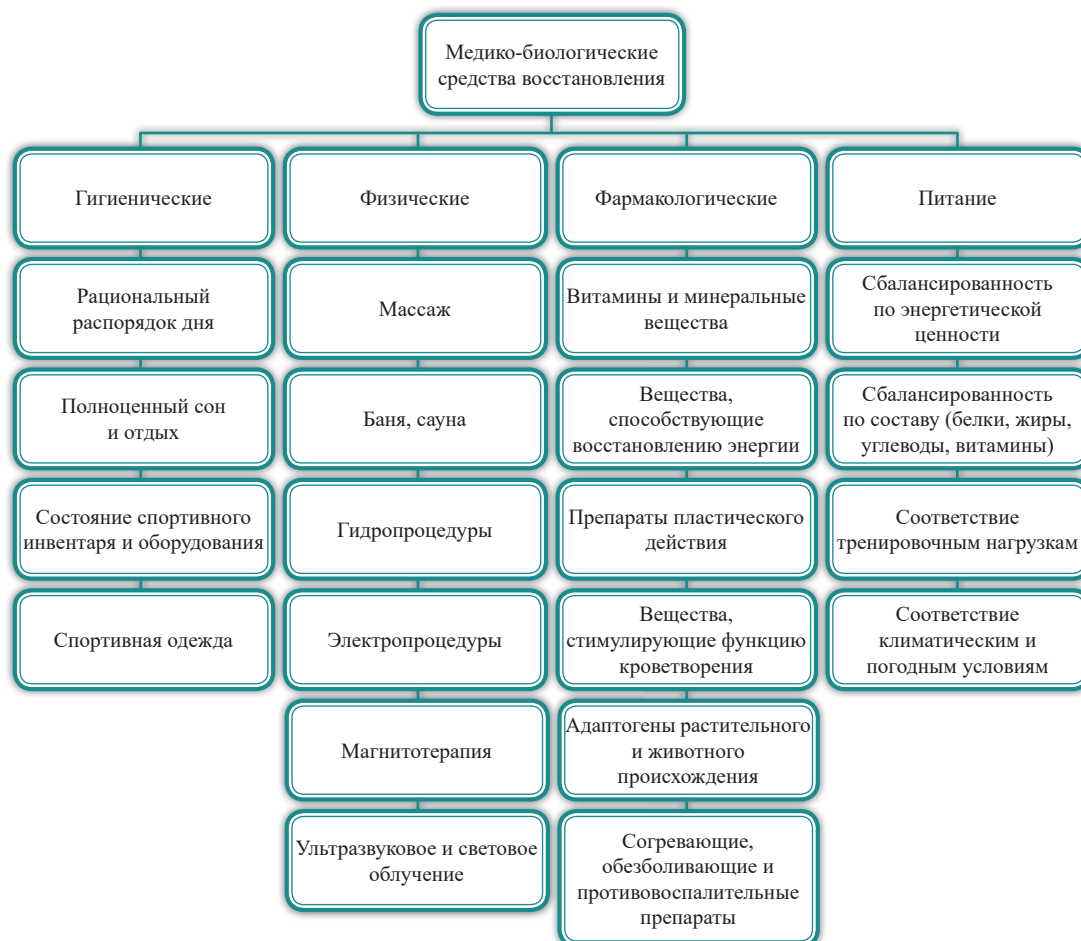 Медико-биологические
средства восстановления
Гигиенические
Физические
Фармакологические
Питание
Рациональный
распорядок дня
Массаж
Витамины и минеральные
вещества
Сбалансированность
по энергетической
ценности
Полноценный сон
и отдых
Баня, сауна
Вещества,
способствующие
восстановлению энергии
Сбалансированность
по составу (белки, жиры,
углеводы, витамины)
Состояние спортивного
инвентаря и оборудования
Гидропроцедуры
Препараты пластического
действия
Соответствие
тренировочным нагрузкам
Спортивная одежда
Электропроцедуры
Вещества,
стимулирующие функцию
кроветворения
Соответствие
климатическим и
погодным условиям
Магнитотерапия
Адаптогены растительного
и животного
происхождения
Ультразвуковое и световое
облучение
Согревающие,
обезболивающие и
противовоспалительные
препараты